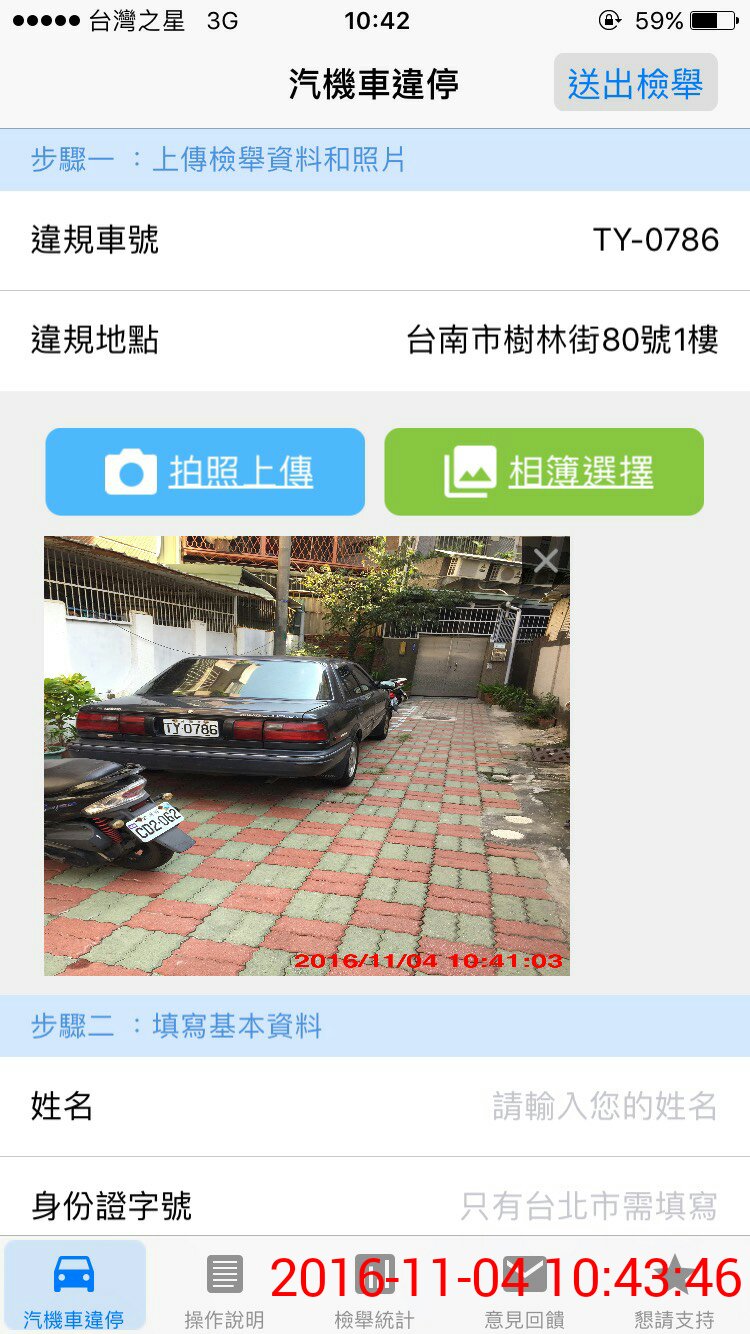 台灣之星 3G 10:42 59%
汽機車違停 送出檢舉
步驟一 ：上傳檢舉資料和照片
違規車號 TY-0786
違規地點 台南市樹林街80號1樓
拍照上傳 相簿選擇
TY-0786
CD2-062
2016/11/04 10:41:03
步驟二 ：填寫基本資料
姓名 請輸入您的姓名
身份證字號 只有台北市需填寫
2016-11-04 10:43:46
汽機車違停 操作說明 檢舉統計 意見回饋 懇請支持